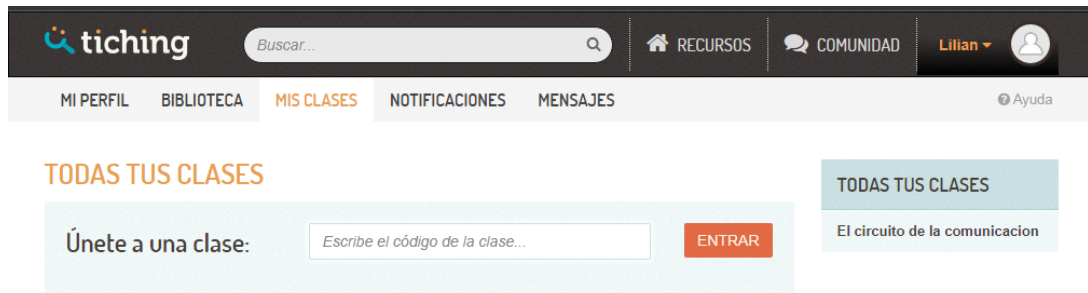 tiching
Buscar...
RECURSOS
COMUNIDAD
Lilian
MI PERFIL BIBLIOTECA MIS CLASES NOTIFICACIONES MENSAJES
Ayuda
TODAS TUS CLASES
Únete a una clase:
Escribe el código de la clase...
ENTRAR
TODAS TUS CLASES
El circuito de la comunicacion